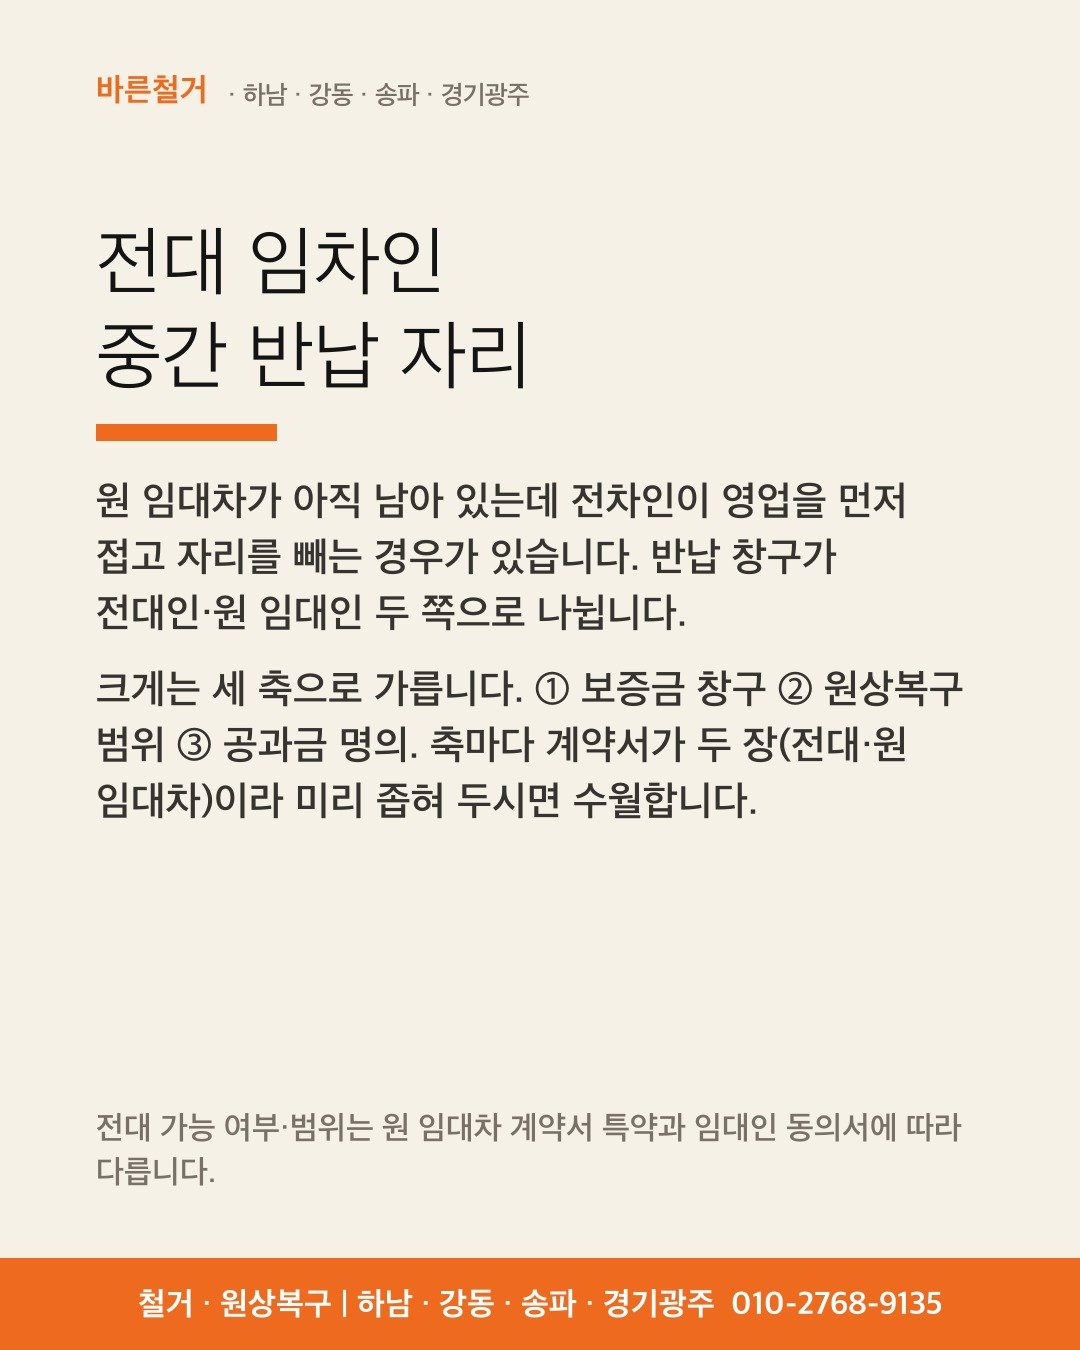 바른철거 · 하남 · 강동 · 송파 · 경기광주
전대 임차인
중간 반납 자리
원 임대차가 아직 남아 있는데 전차인이 영업을 먼저
접고 자리를 빼는 경우가 있습니다. 반납 창구가
전대인·원 임대인 두 쪽으로 나뉩니다.
크게는 세 축으로 가릅니다. ① 보증금 창구 ② 원상복구
범위 ③ 공과금 명의. 축마다 계약서가 두 장(전대·원
임대차)이라 미리 좁혀 두시면 수월합니다.
전대 가능 여부·범위는 원 임대차 계약서 특약과 임대인 동의서에 따라
다릅니다.
철거 · 원상복구 | 하남 · 강동 · 송파 · 경기광주 010-2768-9135